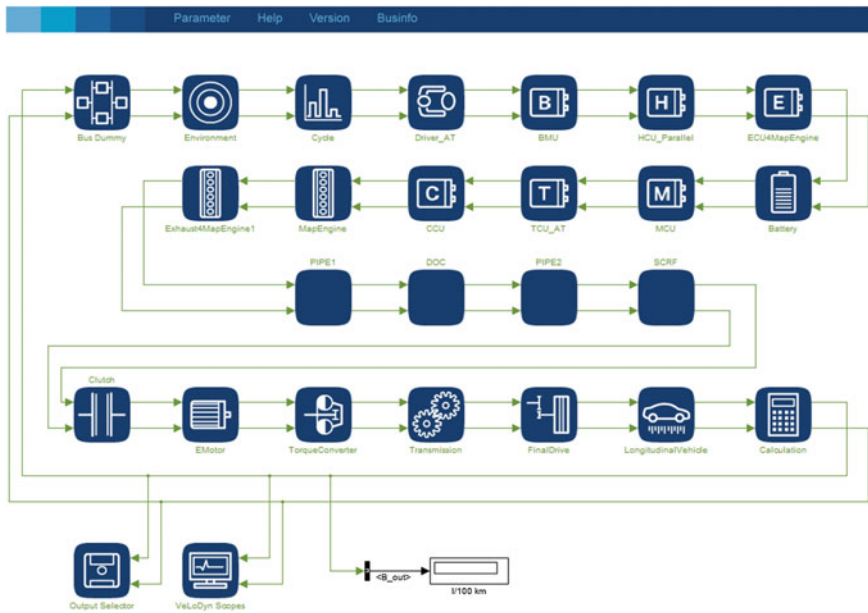 Parameter Help Version Businfo
Bus Dummy Environment Cycle Driver_AT BMU HCU_Parallel ECU4MapEngine
B H E
C T M
Exhaust4MapEngine1 MapEngine CCU TCU_AT MCU Battery
PIPE1 DOC PIPE2 SCRF
Clutch
EMotor TorqueConverter Transmission FinalDrive LongitudinalVehicle Calculation
<B_out>
l/100 km
Output Selector VeLoDyn Scopes